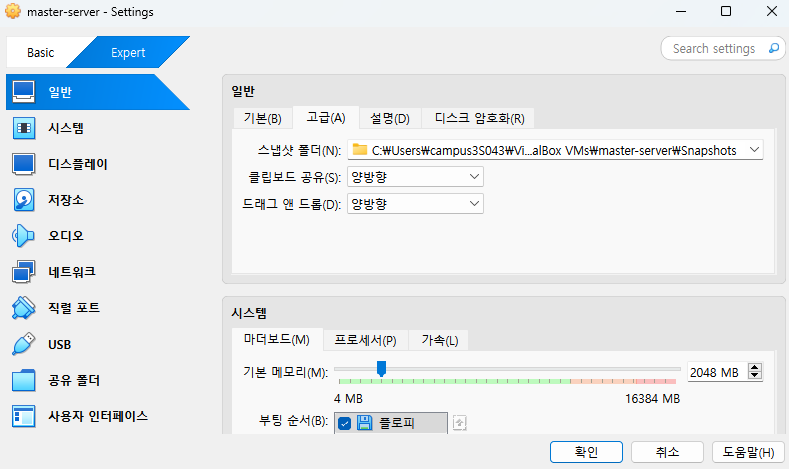 master-server - Settings
Basic
Expert
Search settings
일반
시스템
디스플레이
저장소
오디오
네트워크
직렬 포트
USB
공유 폴더
사용자 인터페이스
일반
기본(B) 고급(A) 설명(D) 디스크 암호화(R)
스냅샷 폴더(N): C:₩Users₩campus3S043₩Vi...alBox VMs₩master-server₩Snapshots
클립보드 공유(S): 양방향
드래그 앤 드롭(D): 양방향
시스템
마더보드(M) 프로세서(P) 가속(L)
기본 메모리(M): 2048 MB
4 MB 16384 MB
부팅 순서(B): 플로피
확인 취소 도움말(H)